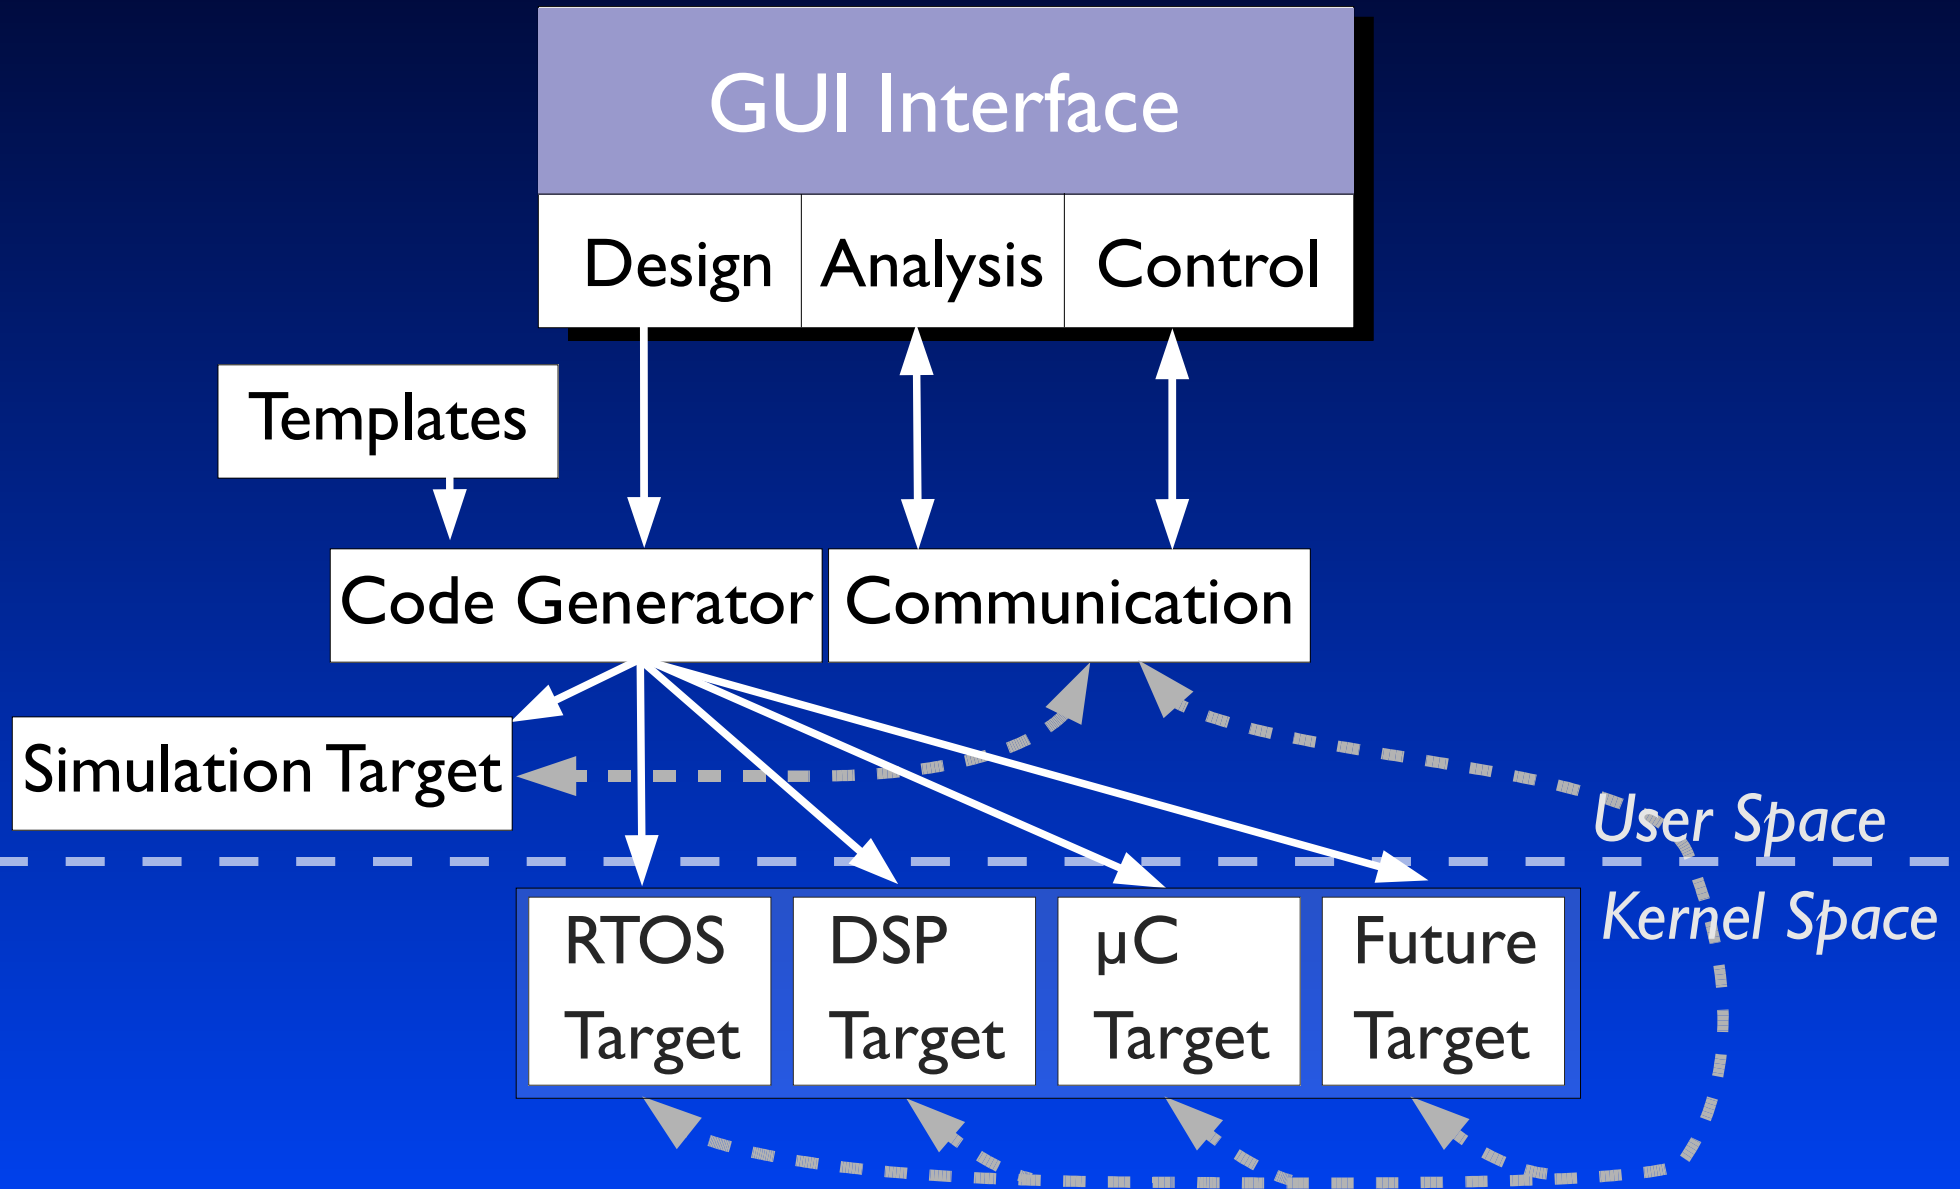 GUI Interface
Design Analysis Control
Templates
Code Generator Communication
Simulation Target
User Space
Kernel Space
RTOS
Target
DSP
Target
µC
Target
Future
Target